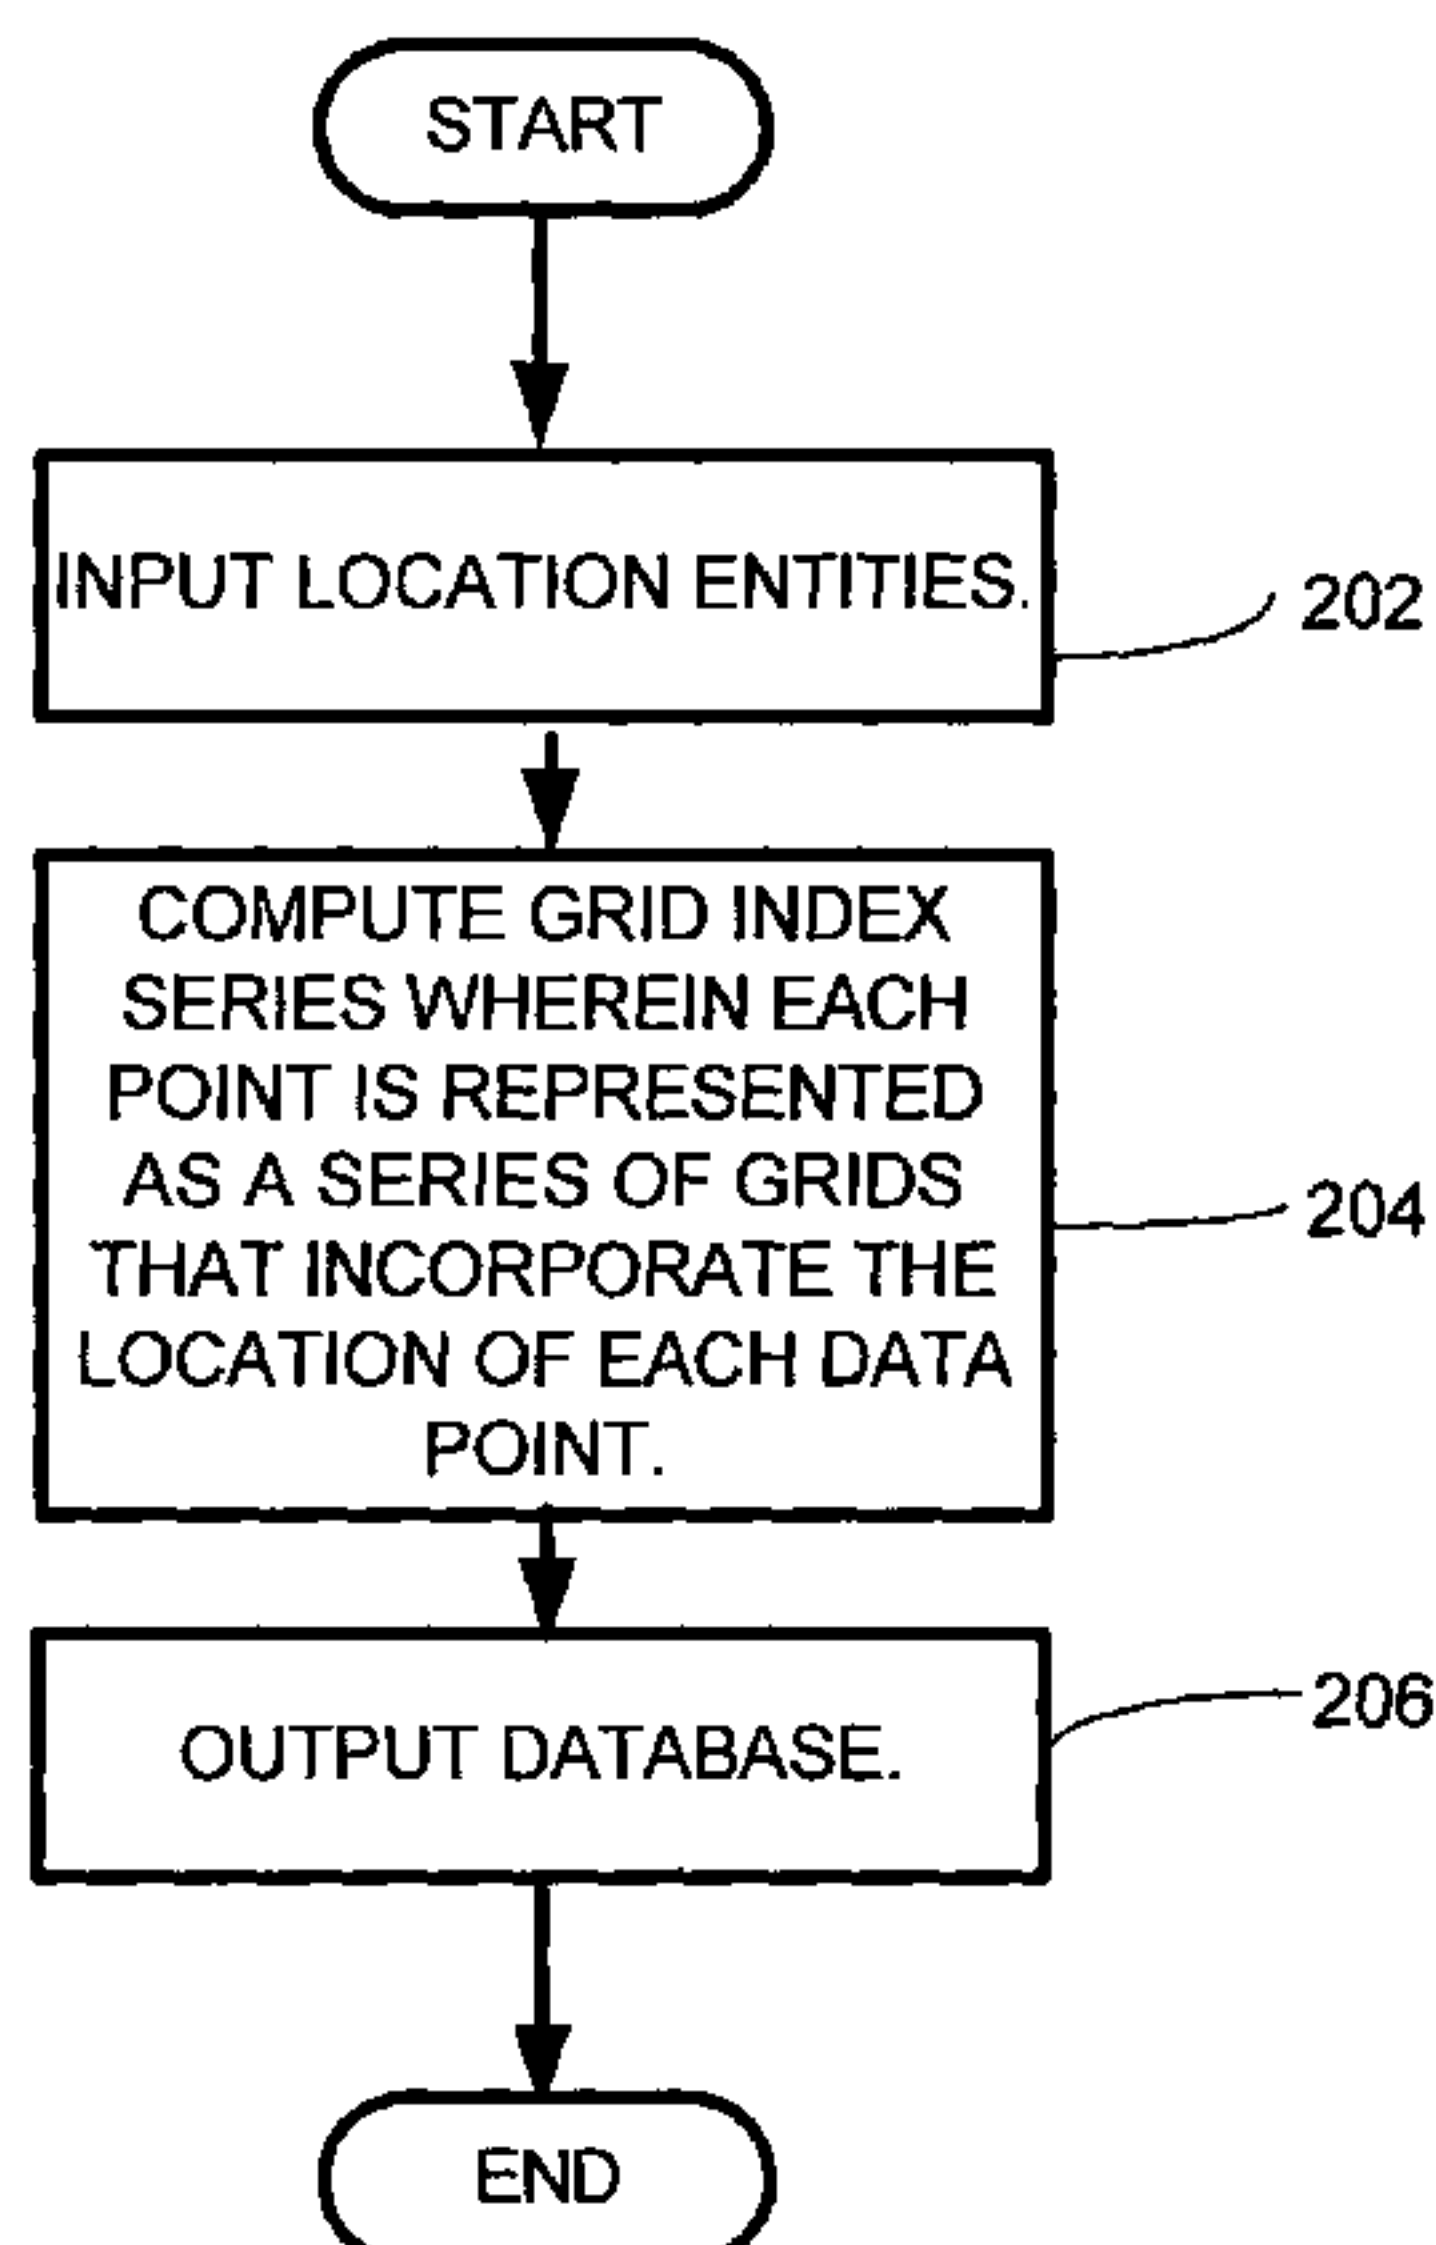 START
INPUT LOCATION ENTITIES.
202
COMPUTE GRID INDEX
SERIES WHEREIN EACH
POINT IS REPRESENTED
AS A SERIES OF GRIDS
THAT INCORPORATE THE
LOCATION OF EACH DATA
POINT.
204
OUTPUT DATABASE.
206
END